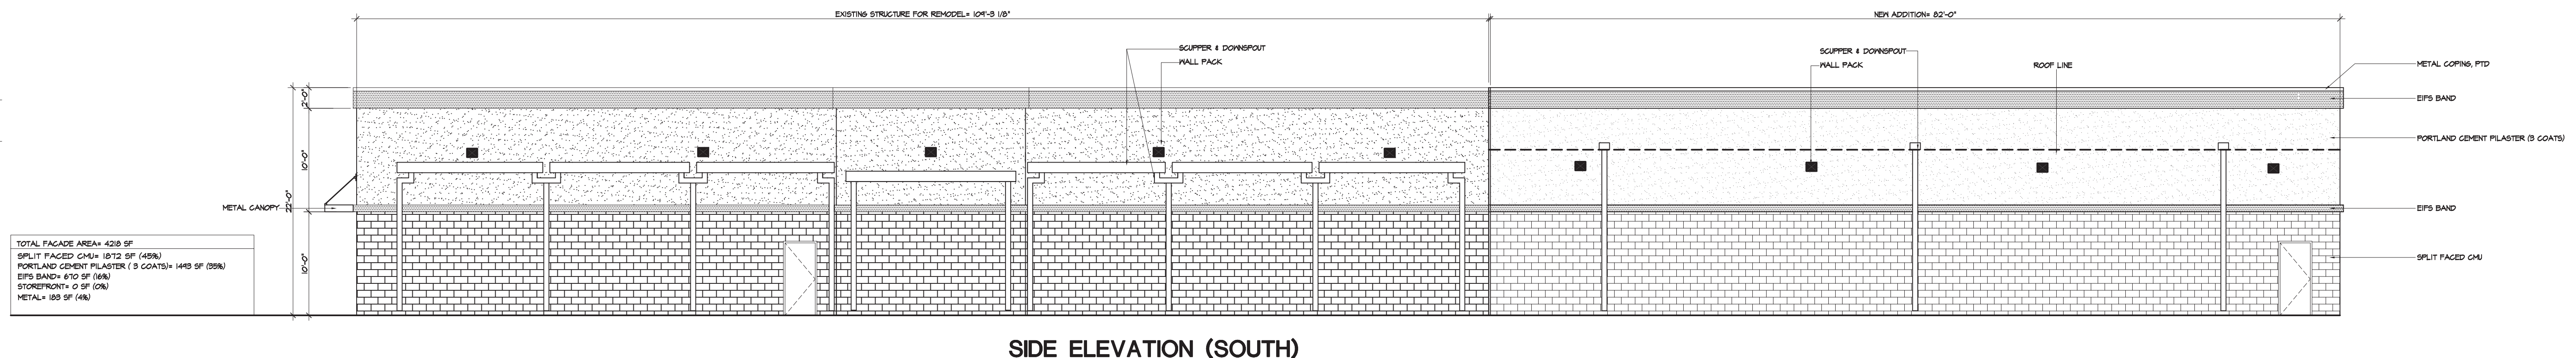 EXISTING STRUCTURE FOR REMODEL= 109'-3 1/8"
NEW ADDITION= 82'-0"
SCUPPER & DOWNSPOUT
WALL PACK
SCUPPER & DOWNSPOUT
WALL PACK
ROOF LINE
METAL COPING, PTD
EIFS BAND
PORTLAND CEMENT PILASTER (3 COATS)
EIFS BAND
SPLIT FACED CMU
2'-0"
10'-0"
22'-0"
10'-0"
METAL CANOPY
TOTAL FACADE AREA= 4218 SF
SPLIT FACED CMU= 1872 SF (45%)
PORTLAND CEMENT PILASTER ( 3 COATS)= 1493 SF (35%)
EIFS BAND= 670 SF (16%)
STOREFRONT= 0 SF (0%)
METAL= 183 SF (4%)
SIDE ELEVATION (SOUTH)